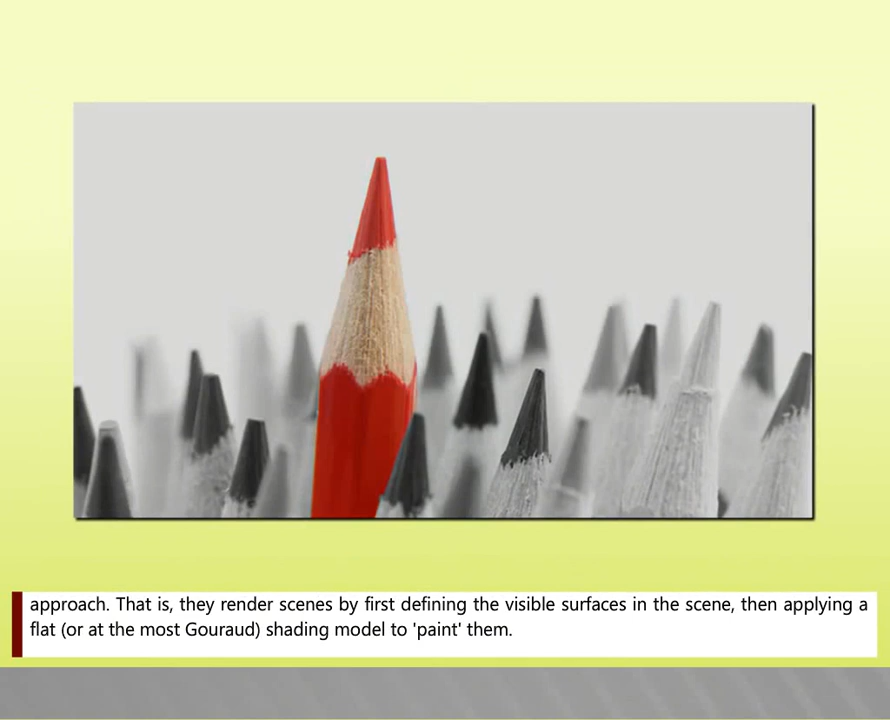 approach. That is, they render scenes by first defining the visible surfaces in the scene, then applying a
flat (or at the most Gouraud) shading model to 'paint' them.